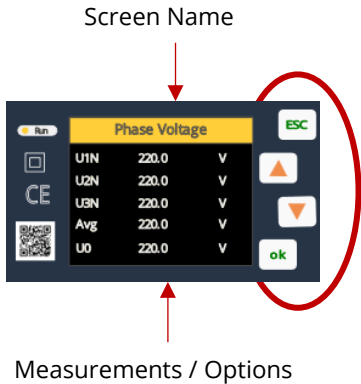 Screen Name
Run
Phase Voltage
ESC
U1N 220.0 V
U2N 220.0 V
CE
U3N 220.0 V
Avg 220.0 V
U0 220.0 V
ok
Measurements / Options